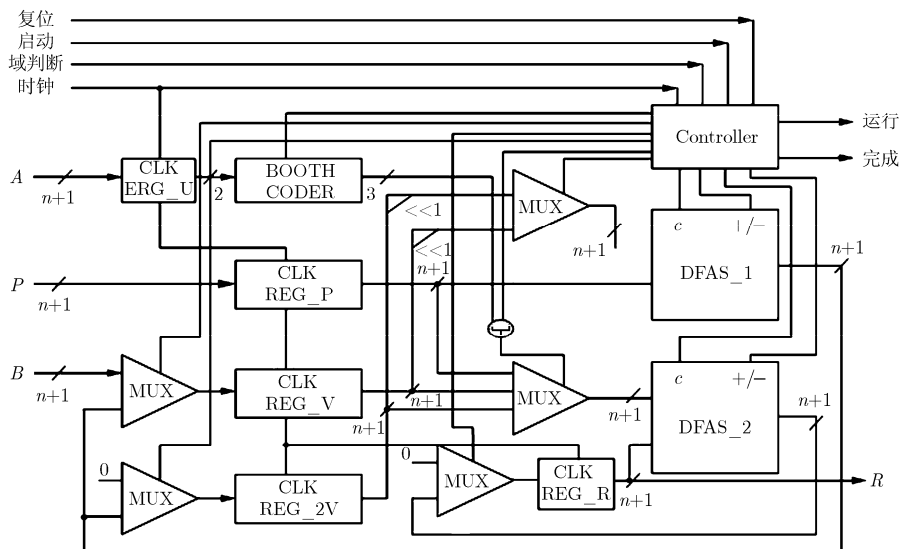 复位
启动
域判断
时钟
Controller
运行
完成
A
n+1
CLK
ERG_U
2
BOOTH
CODER
3
<<1
<<1
MUX
n+1
c
+/−
DFAS_1
n+1
P
n+1
CLK
REG_P
n+1
B
n+1
MUX
CLK
REG_V
n+1
n+1
MUX
n+1
c
+/−
DFAS_2
n+1
0
MUX
CLK
REG_2V
0
MUX
CLK
REG_R
n+1
R